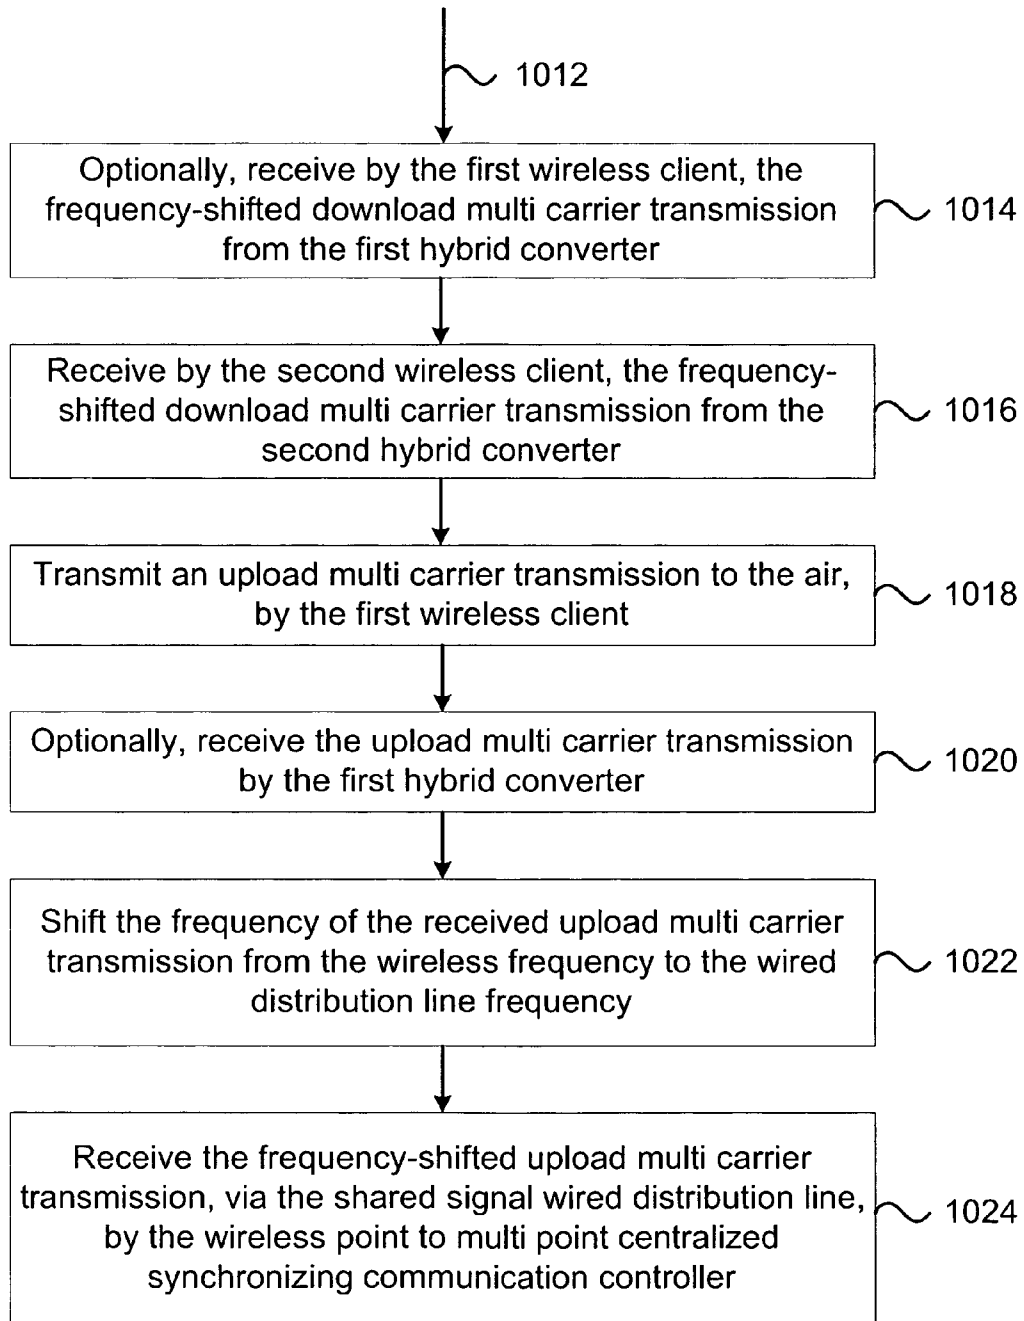 1012
Optionally, receive by the first wireless client, the
frequency-shifted download multi carrier transmission
from the first hybrid converter
1014
Receive by the second wireless client, the frequency-
shifted download multi carrier transmission from the
second hybrid converter
1016
Transmit an upload multi carrier transmission to the air,
by the first wireless client
1018
Optionally, receive the upload multi carrier transmission
by the first hybrid converter
1020
Shift the frequency of the received upload multi carrier
transmission from the wireless frequency to the wired
distribution line frequency
1022
Receive the frequency-shifted upload multi carrier
transmission, via the shared signal wired distribution line,
by the wireless point to multi point centralized
synchronizing communication controller
1024